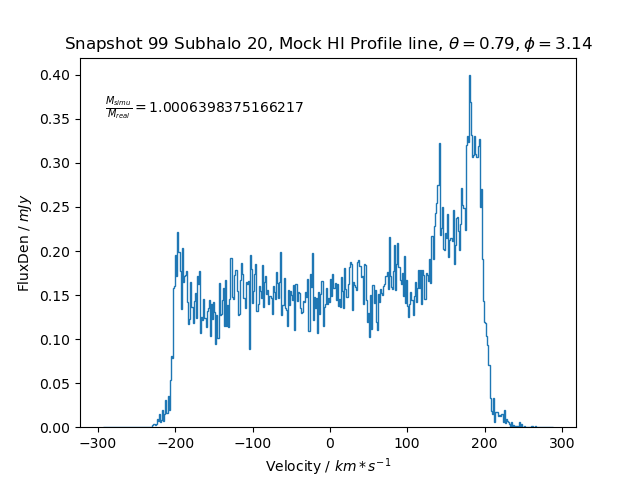 Snapshot 99 Subhalo 20, Mock HI Profile line, θ = 0.79, ϕ = 3.14
M_simu/M_real = 1.0006398375166217
FluxDen / mJy
0.40
0.35
0.30
0.25
0.20
0.15
0.10
0.05
0.00
−300 −200 −100 0 100 200 300
Velocity / km * s⁻¹